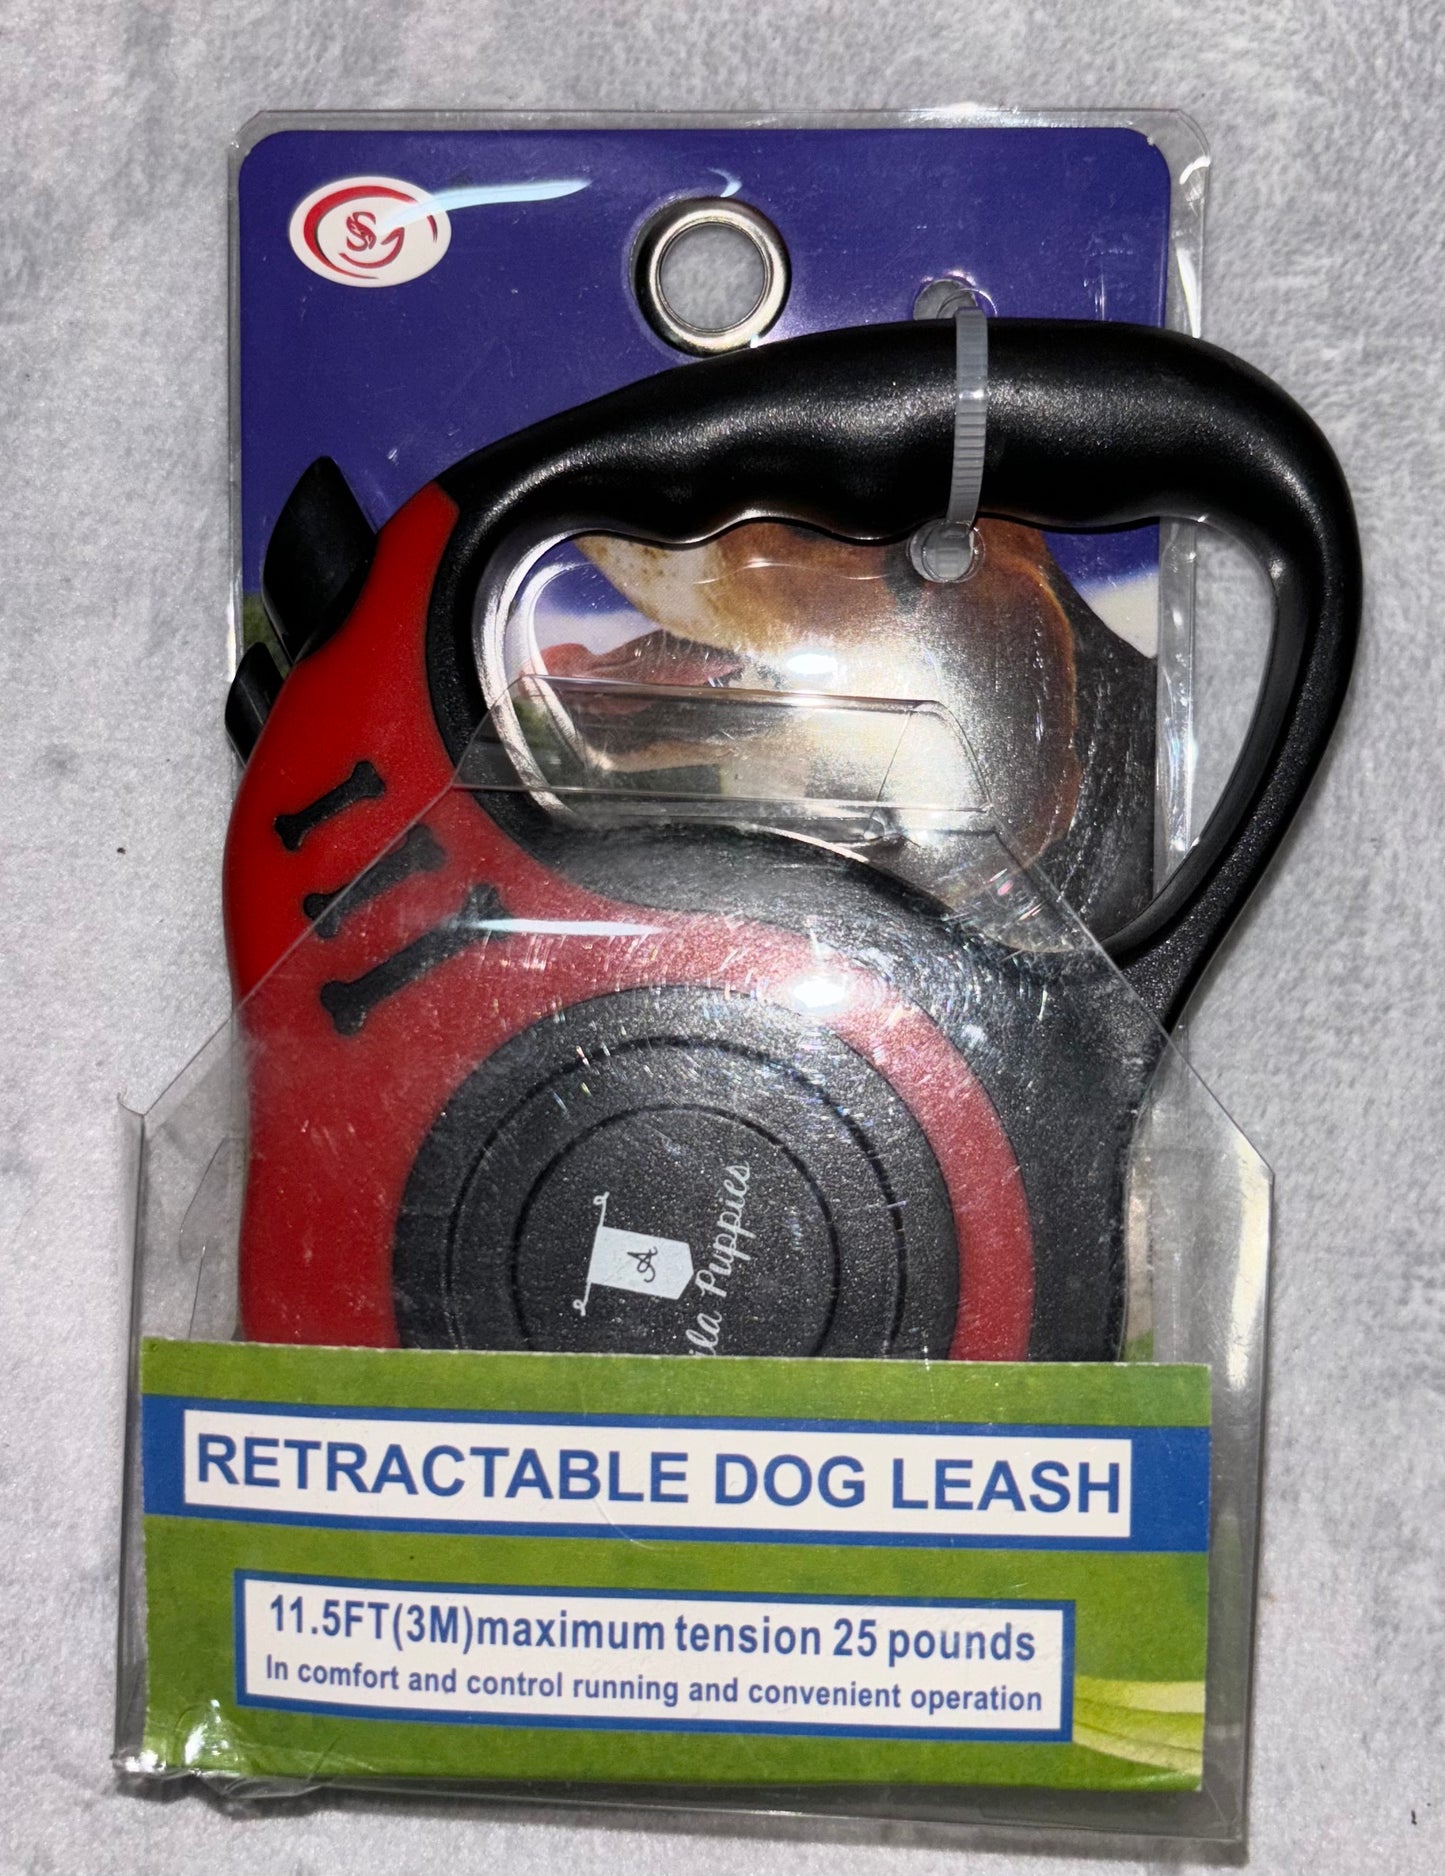 SG
A
Puppies
RETRACTABLE DOG LEASH
11.5FT(3M)maximum tension 25 pounds
In comfort and control running and convenient operation